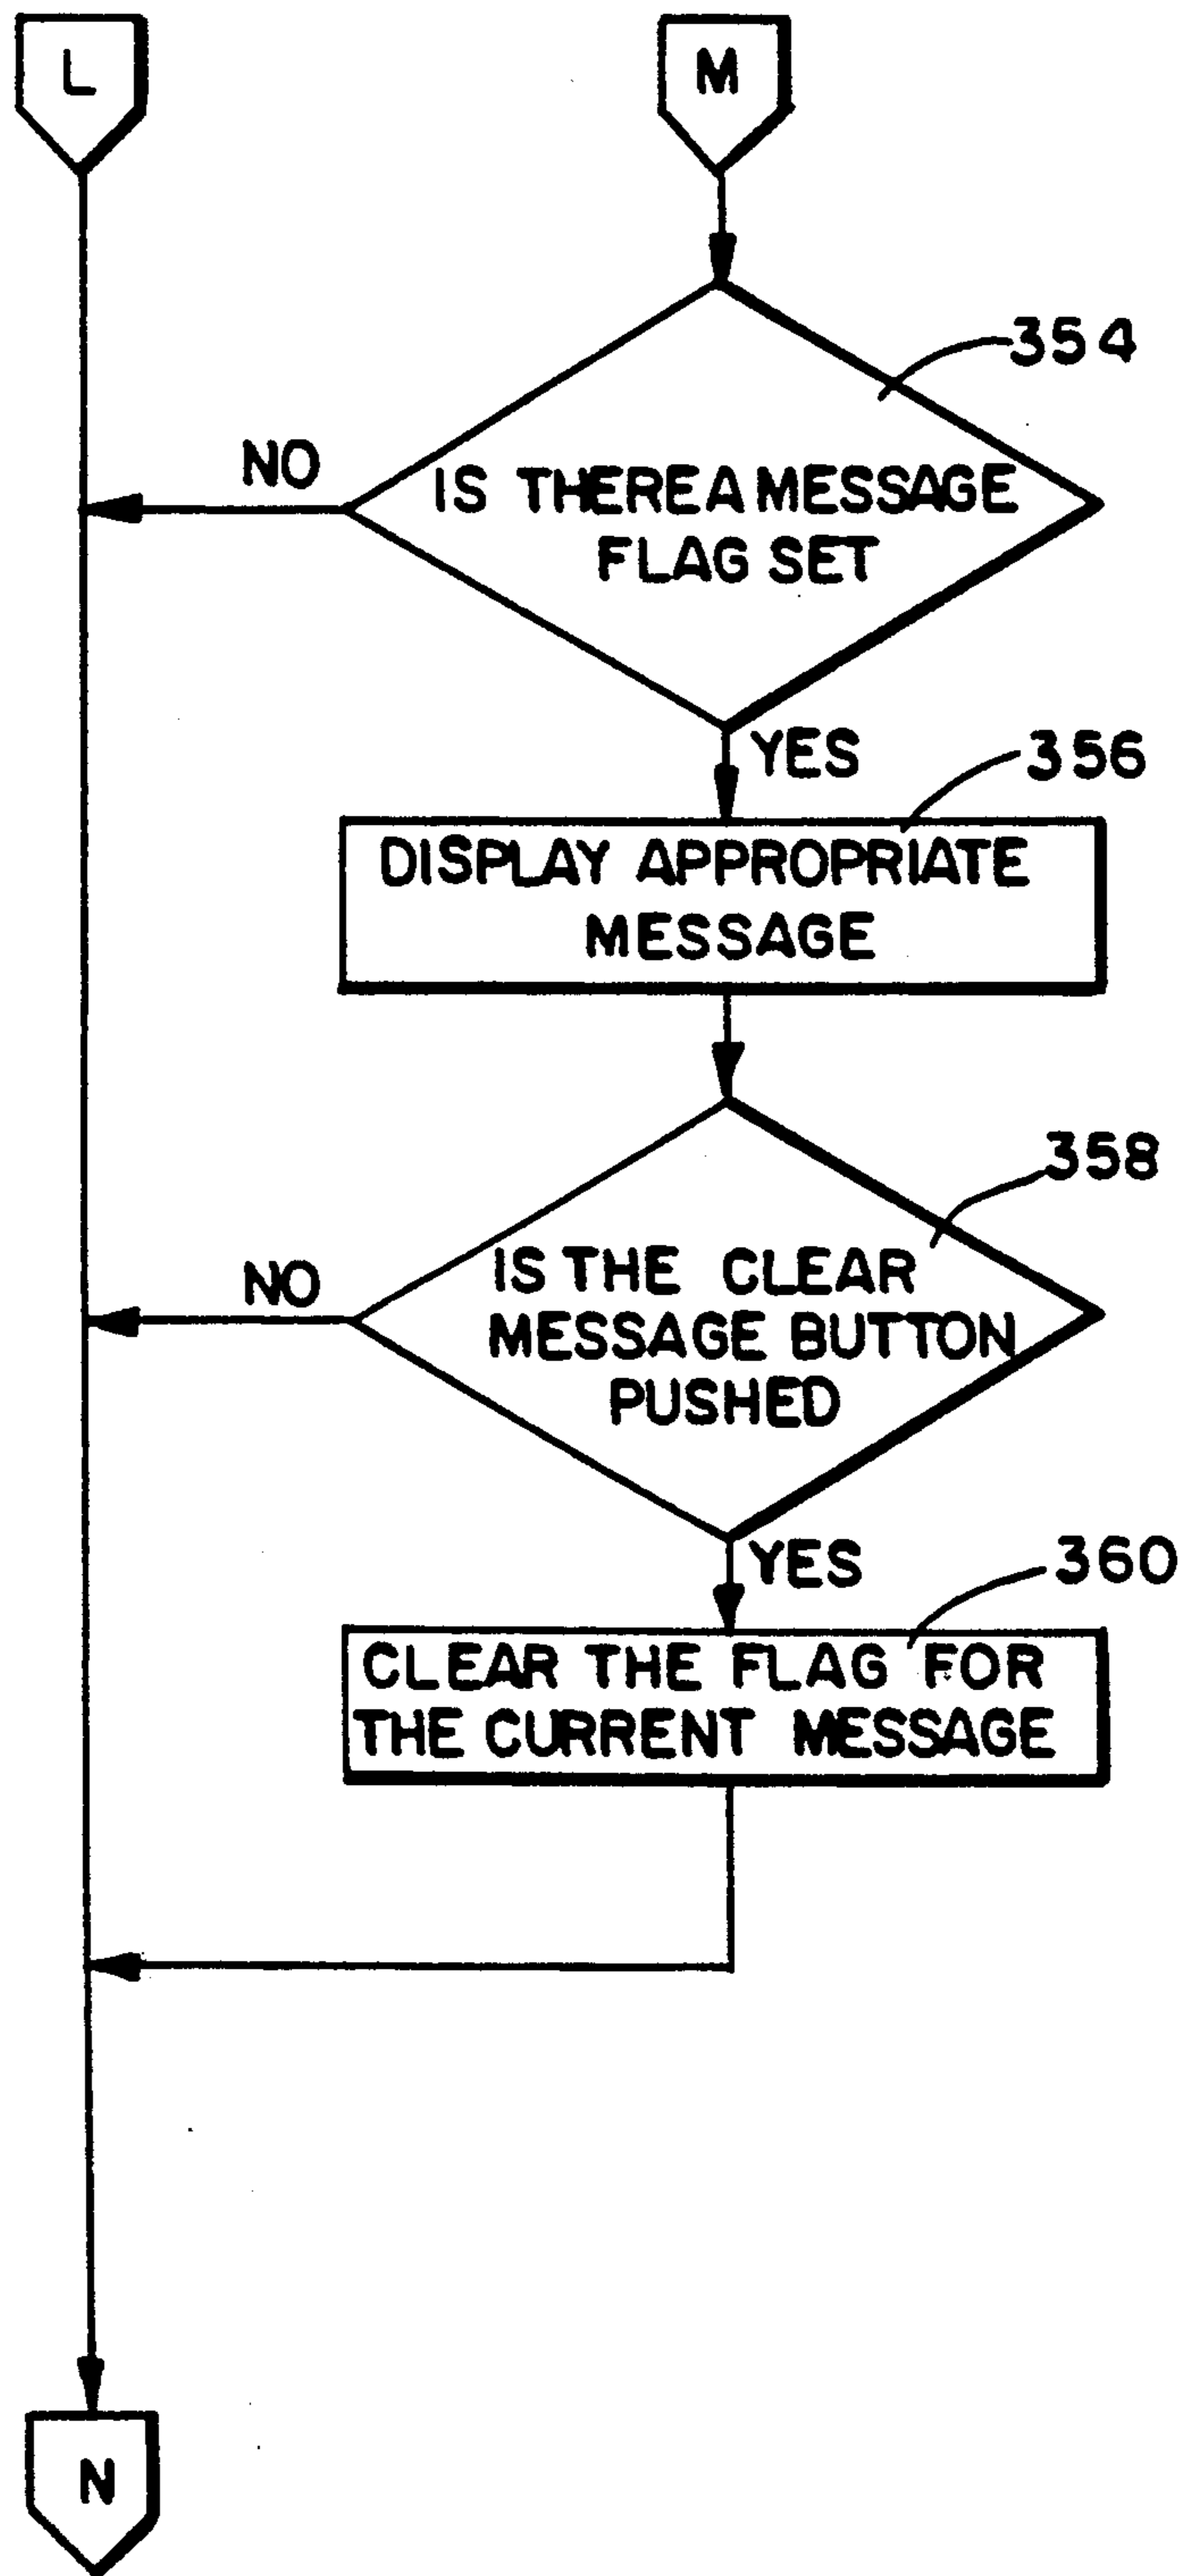 L
M
354
NO
IS THERE A MESSAGE
FLAG SET
YES
356
DISPLAY APPROPRIATE
MESSAGE
358
NO
IS THE CLEAR
MESSAGE BUTTON
PUSHED
YES
360
CLEAR THE FLAG FOR
THE CURRENT MESSAGE
N